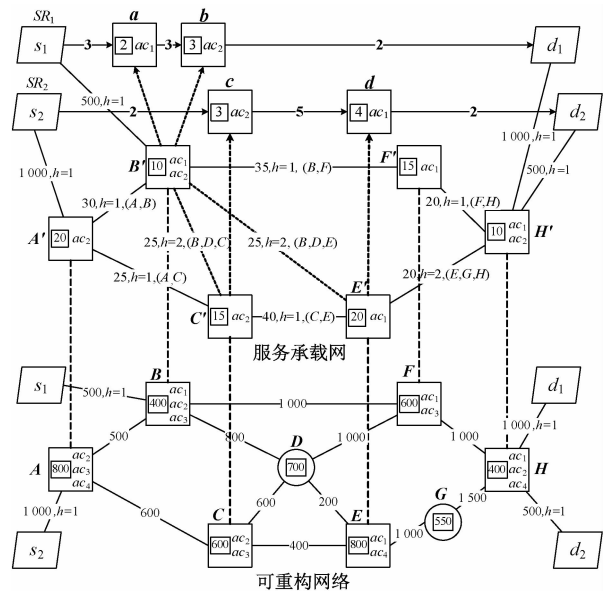 SR₁
a
b
s₁
3
2 ac₁
3
3 ac₂
2
d₁
SR₂
c
d
500,h=1
s₂
2
3 ac₂
5
4 ac₁
2
d₂
1 000,h=1
B′
10 ac₁
ac₂
35,h=1, (B,F)
F′
15 ac₁
500,h=1
1 000,h=1
30,h=1,(A,B)
20,h=1,(F,H)
A′
20 ac₂
25,h=2,(B,D,C)
25,h=2, (B,D,E)
10 ac₁
ac₂
H′
25,h=1,(A,C)
E′
20,h=2,(E,G,H)
C′
15 ac₂
40,h=1,(C,E)
20 ac₁
服务承载网
B
F
s₁
500,h=1
400 ac₁
ac₂
ac₃
1 000
600 ac₁
ac₃
d₁
500
800
D
1 000
1 000
1 000,h=1
A
800 ac₂
ac₃
ac₄
700
400 ac₁
ac₂
ac₄
H
1 000,h=1
600
C
600
200
E
G
1 500
s₂
600 ac₂
ac₃
400
800 ac₁
ac₄
1 000
550
500,h=1
d₂
可重构网络